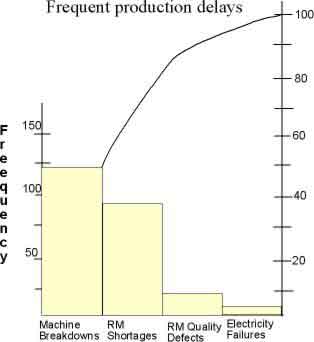 Frequent production delays
100
80
60
40
20
150
100
50
Freequency
Machine
Breakdowns
RM
Shortages
RM Quality
Defects
Electricity
Failures